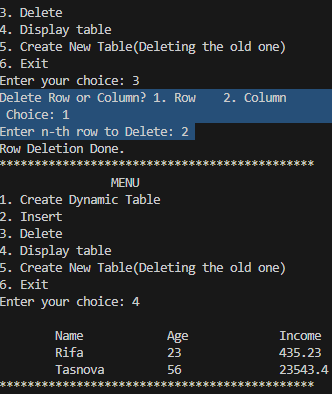 3. Delete
4. Display table
5. Create New Table(Deleting the old one)
6. Exit
Enter your choice: 3
Delete Row or Column? 1. Row    2. Column
 Choice: 1
Enter n-th row to Delete: 2
Row Deletion Done.
*********************************************
                MENU
1. Create Dynamic Table
2. Insert
3. Delete
4. Display table
5. Create New Table(Deleting the old one)
6. Exit
Enter your choice: 4

        Name            Age             Income
        Rifa            23              435.23
        Tasnova         56              23543.4
*********************************************